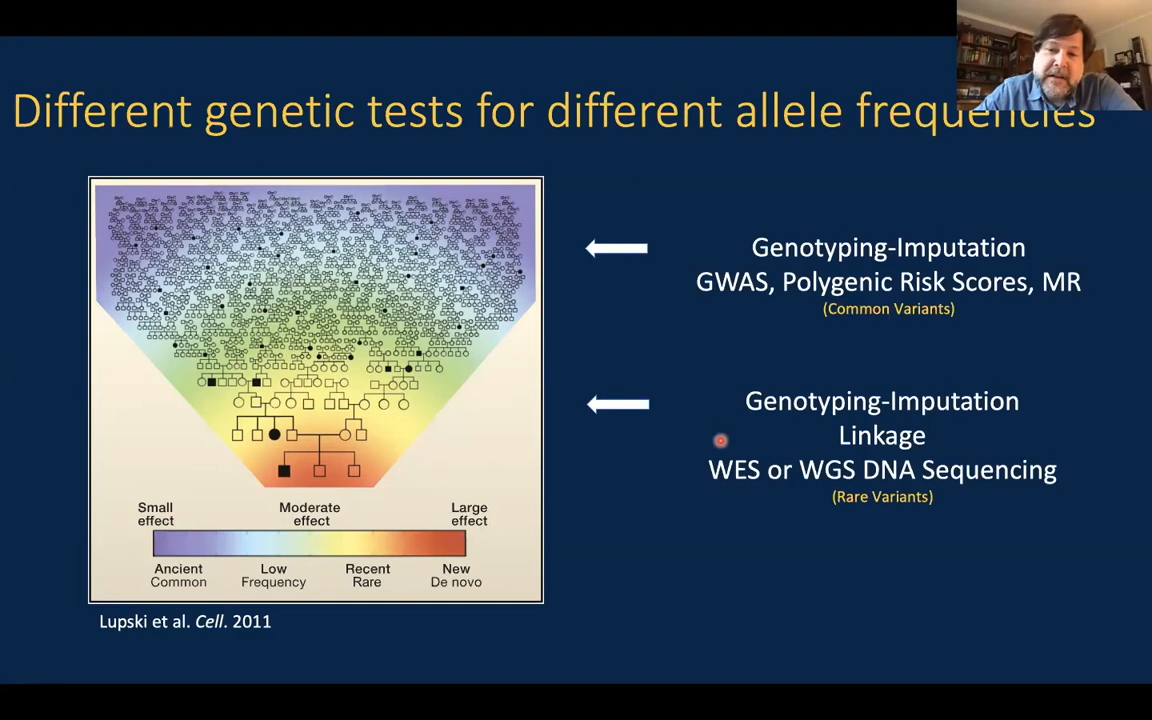 Different genetic tests for different allele frequencies
Genotyping-Imputation
GWAS, Polygenic Risk Scores, MR
(Common Variants)
Genotyping-Imputation
Linkage
WES or WGS DNA Sequencing
(Rare Variants)
Small effect
Moderate effect
Large effect
Ancient Common
Low Frequency
Recent Rare
New De novo
Lupski et al. Cell. 2011